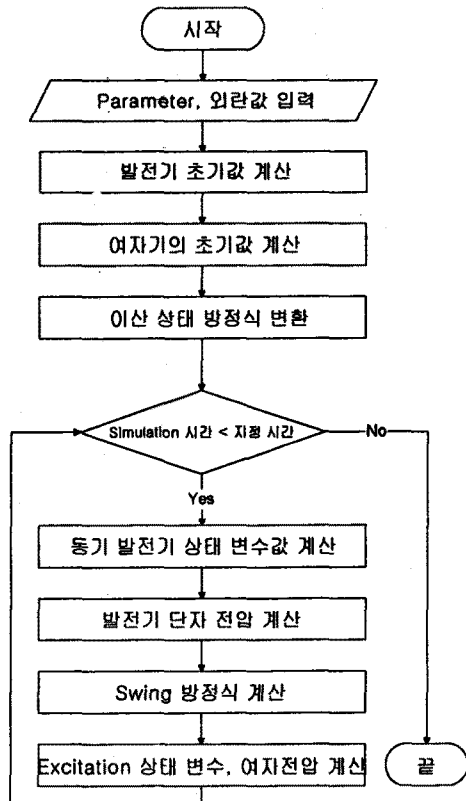 시작
Parameter, 외란값 입력
발전기 초기값 계산
여자기의 초기값 계산
이산 상태 방정식 변환
Simulation 시간 < 지정 시간
No
Yes
동기 발전기 상태 변수값 계산
발전기 단자 전압 계산
Swing 방정식 계산
Excitation 상태 변수, 여자전압 계산
끝